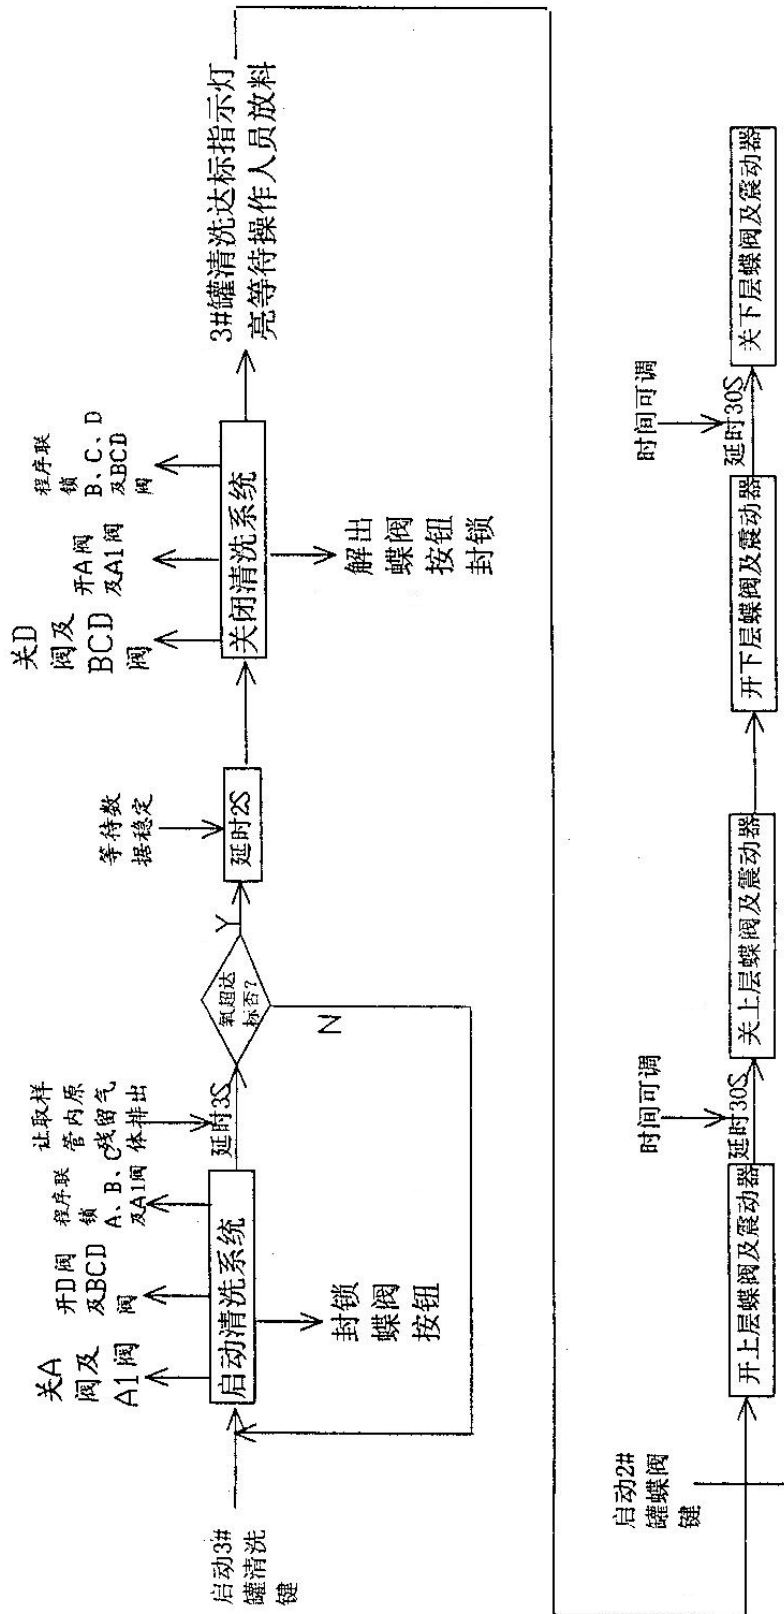 启动3#
罐清洗
键
关A
阀及
A1阀
开D阀
及BCD
阀
程序联
锁
A、B、C
及A1阀
启动清洗系统
封锁
蝶阀
按钮
让取样
管内原
残留气
体排出
延时3S
氧超达
标否?
Y
N
等待数
据稳定
延时2S
关D
阀及
BCD
阀
开A阀
及A1阀
程序联
锁
B、C、D
及BCD
阀
关闭清洗系统
解出
蝶阀
按钮
封锁
3#罐清洗达标指示灯
亮等待操作人员放料
启动2#
罐蝶阀
键
开上层蝶阀及震动器
时间可调
延时30S
关上层蝶阀及震动器
开下层蝶阀及震动器
时间可调
延时30S
关下层蝶阀及震动器